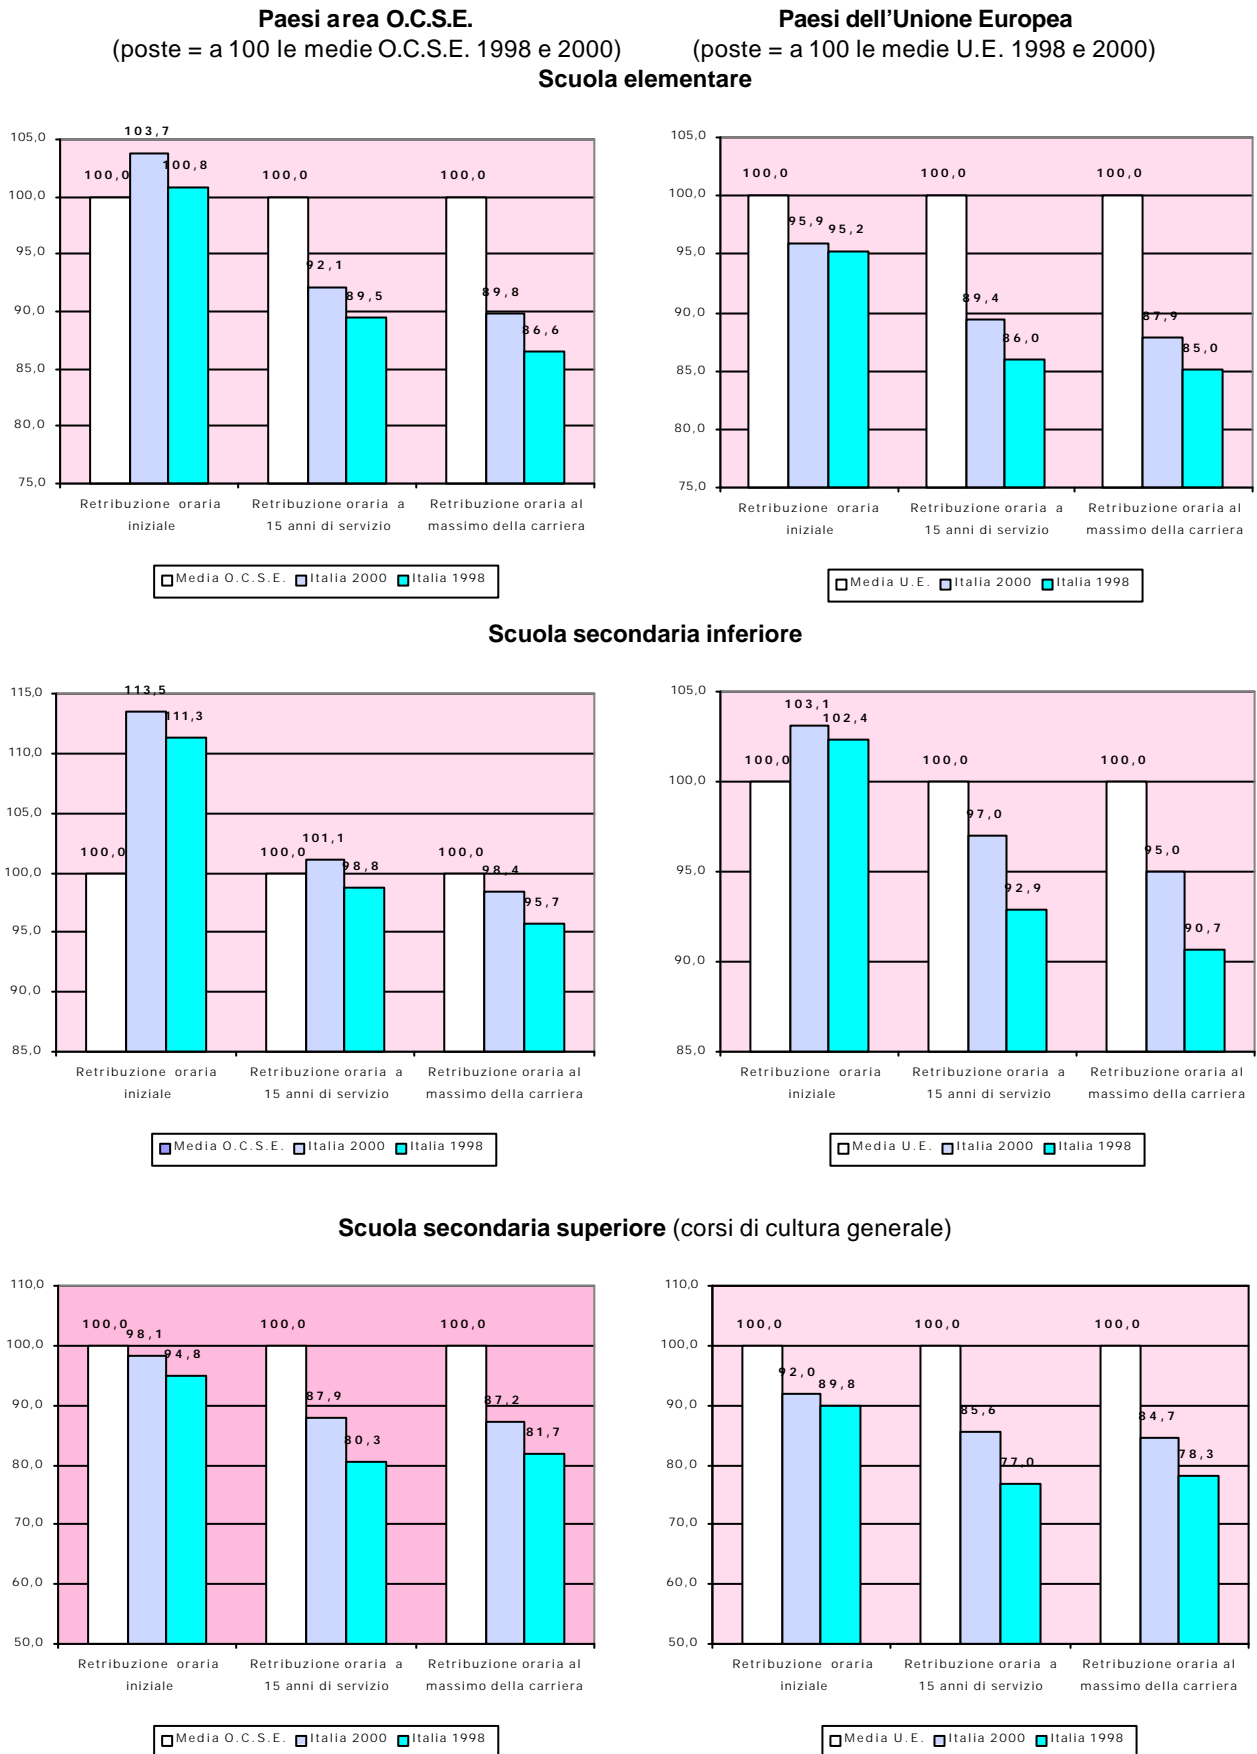 Paesi area O.C.S.E.
(poste = a 100 le medie O.C.S.E. 1998 e 2000)
Paesi dell'Unione Europea
(poste = a 100 le medie U.E. 1998 e 2000)
Scuola elementare
105,0
100,0
95,0
90,0
85,0
80,0
75,0
100,0
103,7
100,8
100,0
92,1
89,5
100,0
89,8
86,6
Retribuzione oraria
iniziale
Retribuzione oraria a
15 anni di servizio
Retribuzione oraria al
massimo della carriera
Media O.C.S.E. Italia 2000 Italia 1998
105,0
100,0
95,0
90,0
85,0
80,0
75,0
100,0
95,9
95,2
100,0
89,4
86,0
100,0
87,9
85,0
Retribuzione oraria
iniziale
Retribuzione oraria a
15 anni di servizio
Retribuzione oraria al
massimo della carriera
Media U.E. Italia 2000 Italia 1998
Scuola secondaria inferiore
115,0
110,0
105,0
100,0
95,0
90,0
85,0
100,0
113,5
111,3
100,0
101,1
98,8
100,0
98,4
95,7
Retribuzione oraria
iniziale
Retribuzione oraria a
15 anni di servizio
Retribuzione oraria al
massimo della carriera
Media O.C.S.E. Italia 2000 Italia 1998
105,0
100,0
95,0
90,0
85,0
100,0
103,1
102,4
100,0
97,0
92,9
100,0
95,0
90,7
Retribuzione oraria
iniziale
Retribuzione oraria a
15 anni di servizio
Retribuzione oraria al
massimo della carriera
Media U.E. Italia 2000 Italia 1998
Scuola secondaria superiore (corsi di cultura generale)
110,0
100,0
90,0
80,0
70,0
60,0
50,0
100,0
98,1
94,8
100,0
87,9
80,3
100,0
87,2
81,7
Retribuzione oraria
iniziale
Retribuzione oraria a
15 anni di servizio
Retribuzione oraria al
massimo della carriera
Media O.C.S.E. Italia 2000 Italia 1998
110,0
100,0
90,0
80,0
70,0
60,0
50,0
100,0
92,0
89,8
100,0
85,6
77,0
100,0
84,7
78,3
Retribuzione oraria
iniziale
Retribuzione oraria a
15 anni di servizio
Retribuzione oraria al
massimo della carriera
Media U.E. Italia 2000 Italia 1998